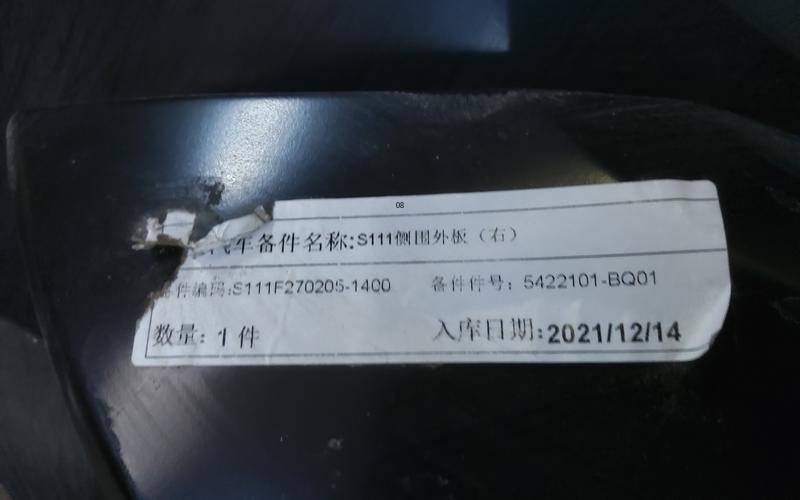 08
汽车备件名称:S111侧围外板（右）
备件编码:S111F270205-1400 备件件号：5422101-BQ01
数量: 1 件 入库日期:2021/12/14